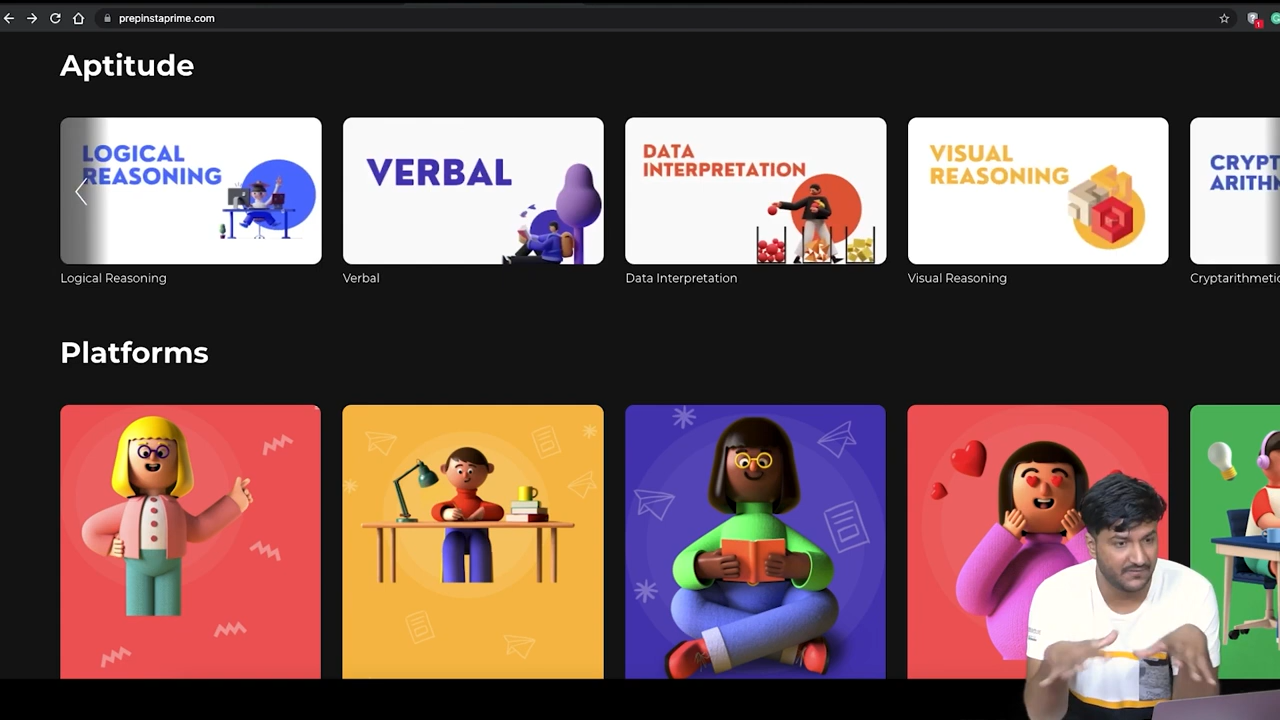 prepinstaprime.com
1
Aptitude
LOGICAL
REASONING
VERBAL
DATA
INTERPRETATION
VISUAL
REASONING
CRYPT
ARITHM
Logical Reasoning
Verbal
Data Interpretation
Visual Reasoning
Cryptarithmetic
Platforms